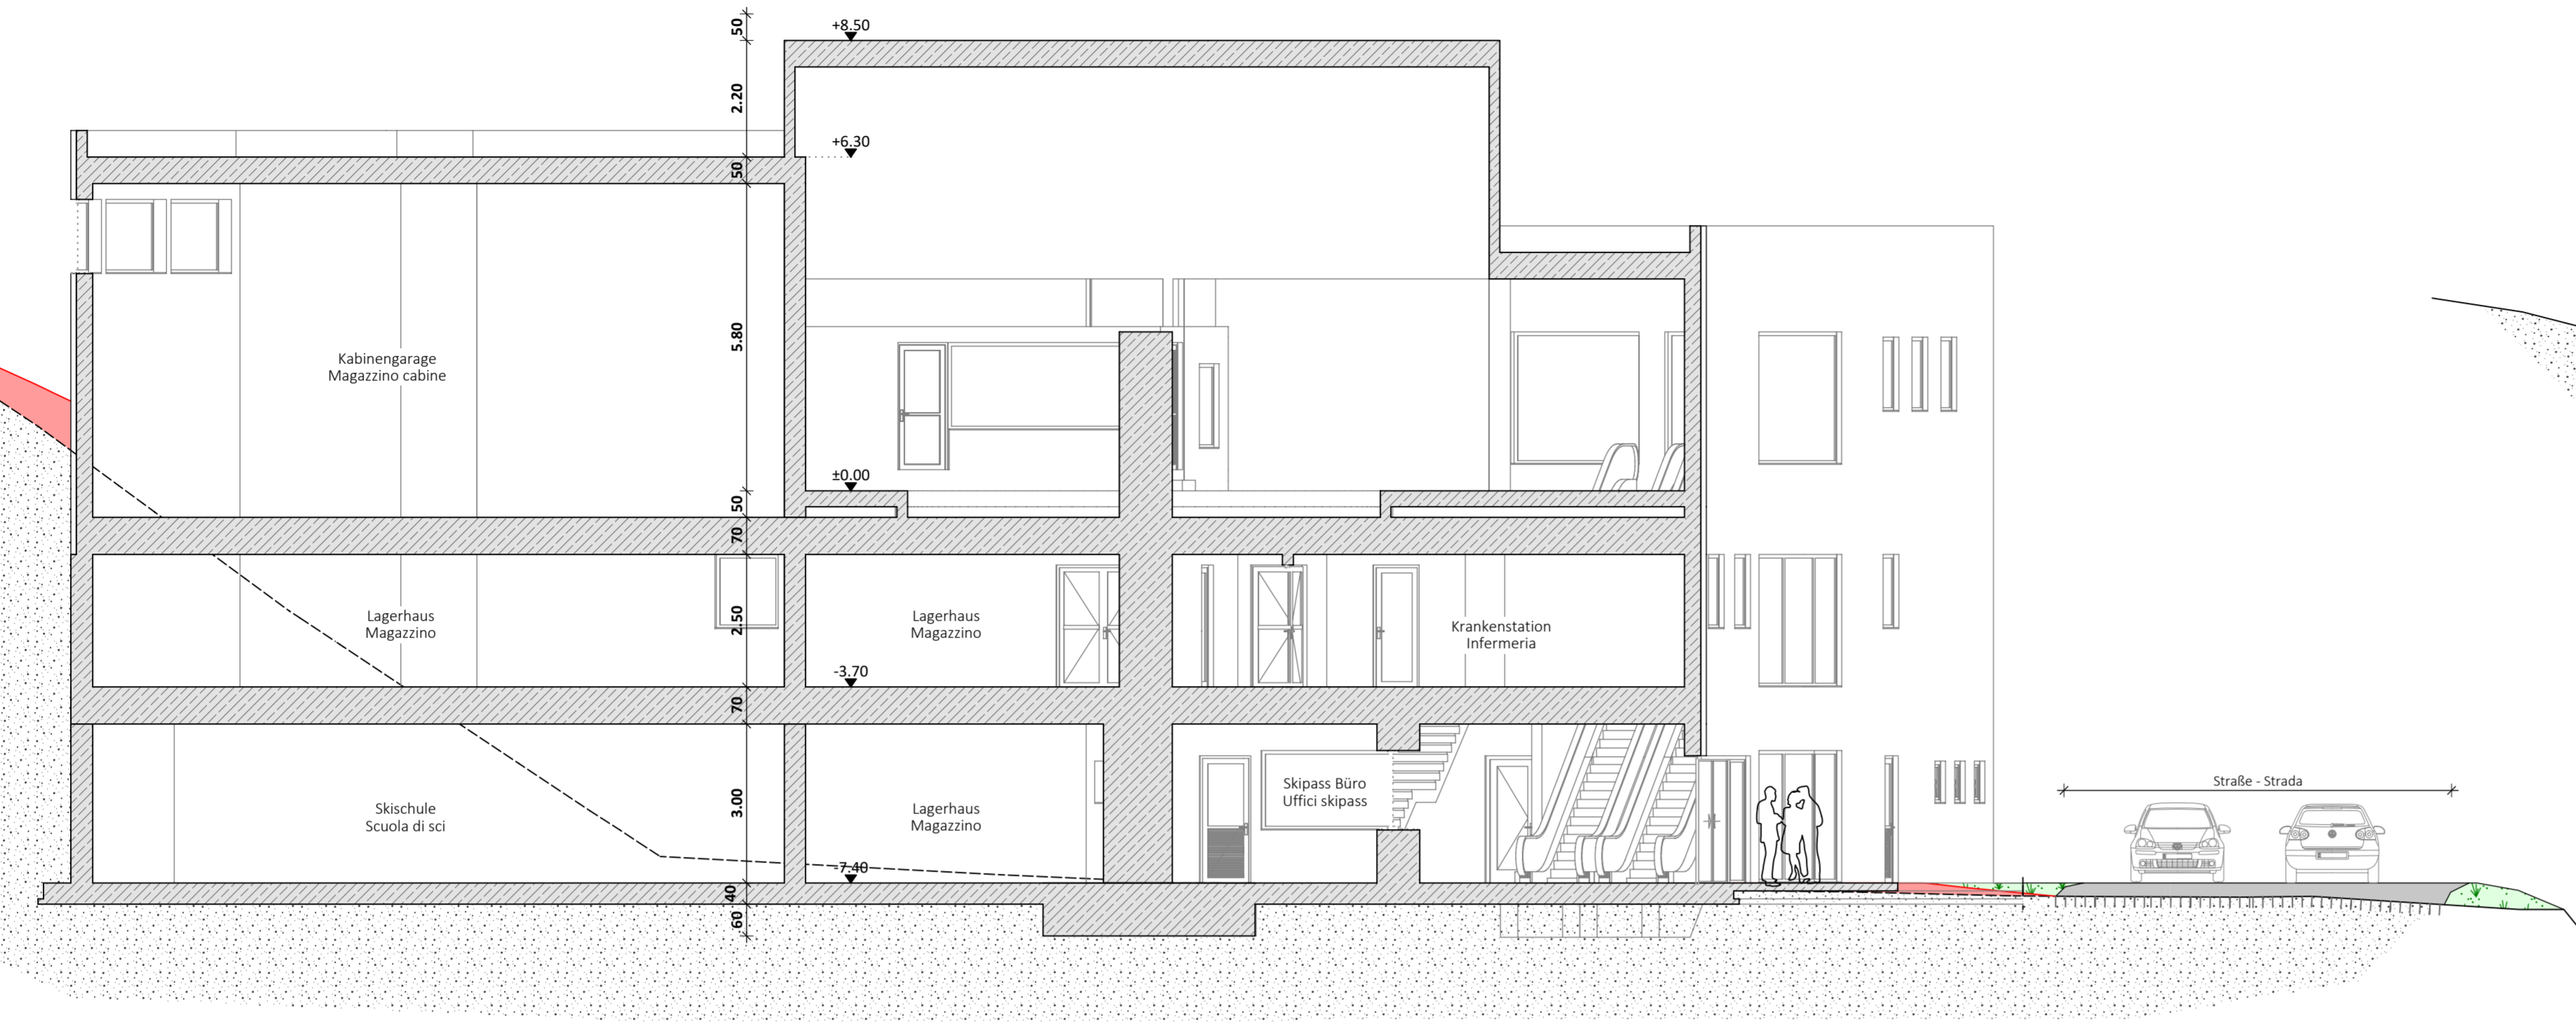 50
+8.50
2.20
+6.30
50
5.80
Kabinengarage
Magazzino cabine
±0.00
50
70
Lagerhaus
Magazzino
2.50
Lagerhaus
Magazzino
Krankenstation
Infermeria
-3.70
70
Skischule
Scuola di sci
3.00
Lagerhaus
Magazzino
Skipass Büro
Uffici skipass
Straße - Strada
-7.40
40
60